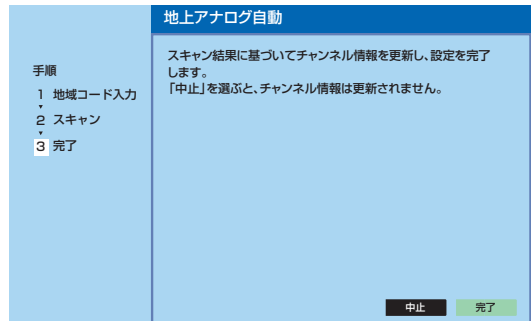 地上アナログ自動
手順
1 地域コード入力
2 スキャン
3 完了
スキャン結果に基づいてチャンネル情報を更新し、設定を完了
します。
「中止」を選ぶと、チャンネル情報は更新されません。
中止 完了